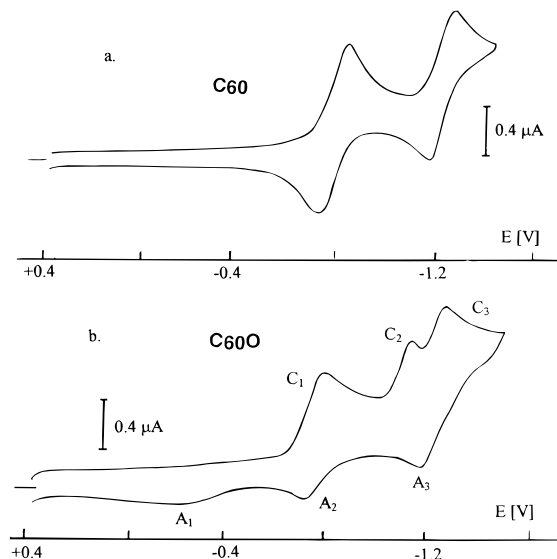 a.
C60
0.4 μA
E [V]
+0.4 -0.4 -1.2
b.
C60O
C1 C2 C3
0.4 μA
A1 A2 A3
E [V]
+0.4 -0.4 -1.2